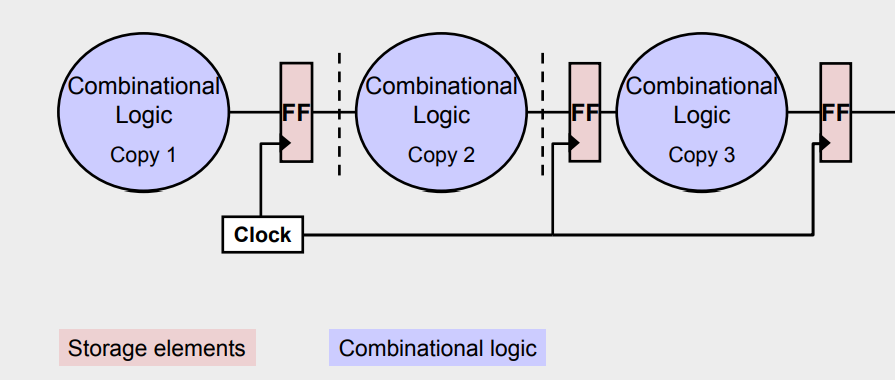 Combinational
Logic
Copy 1
FF
Combinational
Logic
Copy 2
FF
Combinational
Logic
Copy 3
FF
Clock
Storage elements
Combinational logic